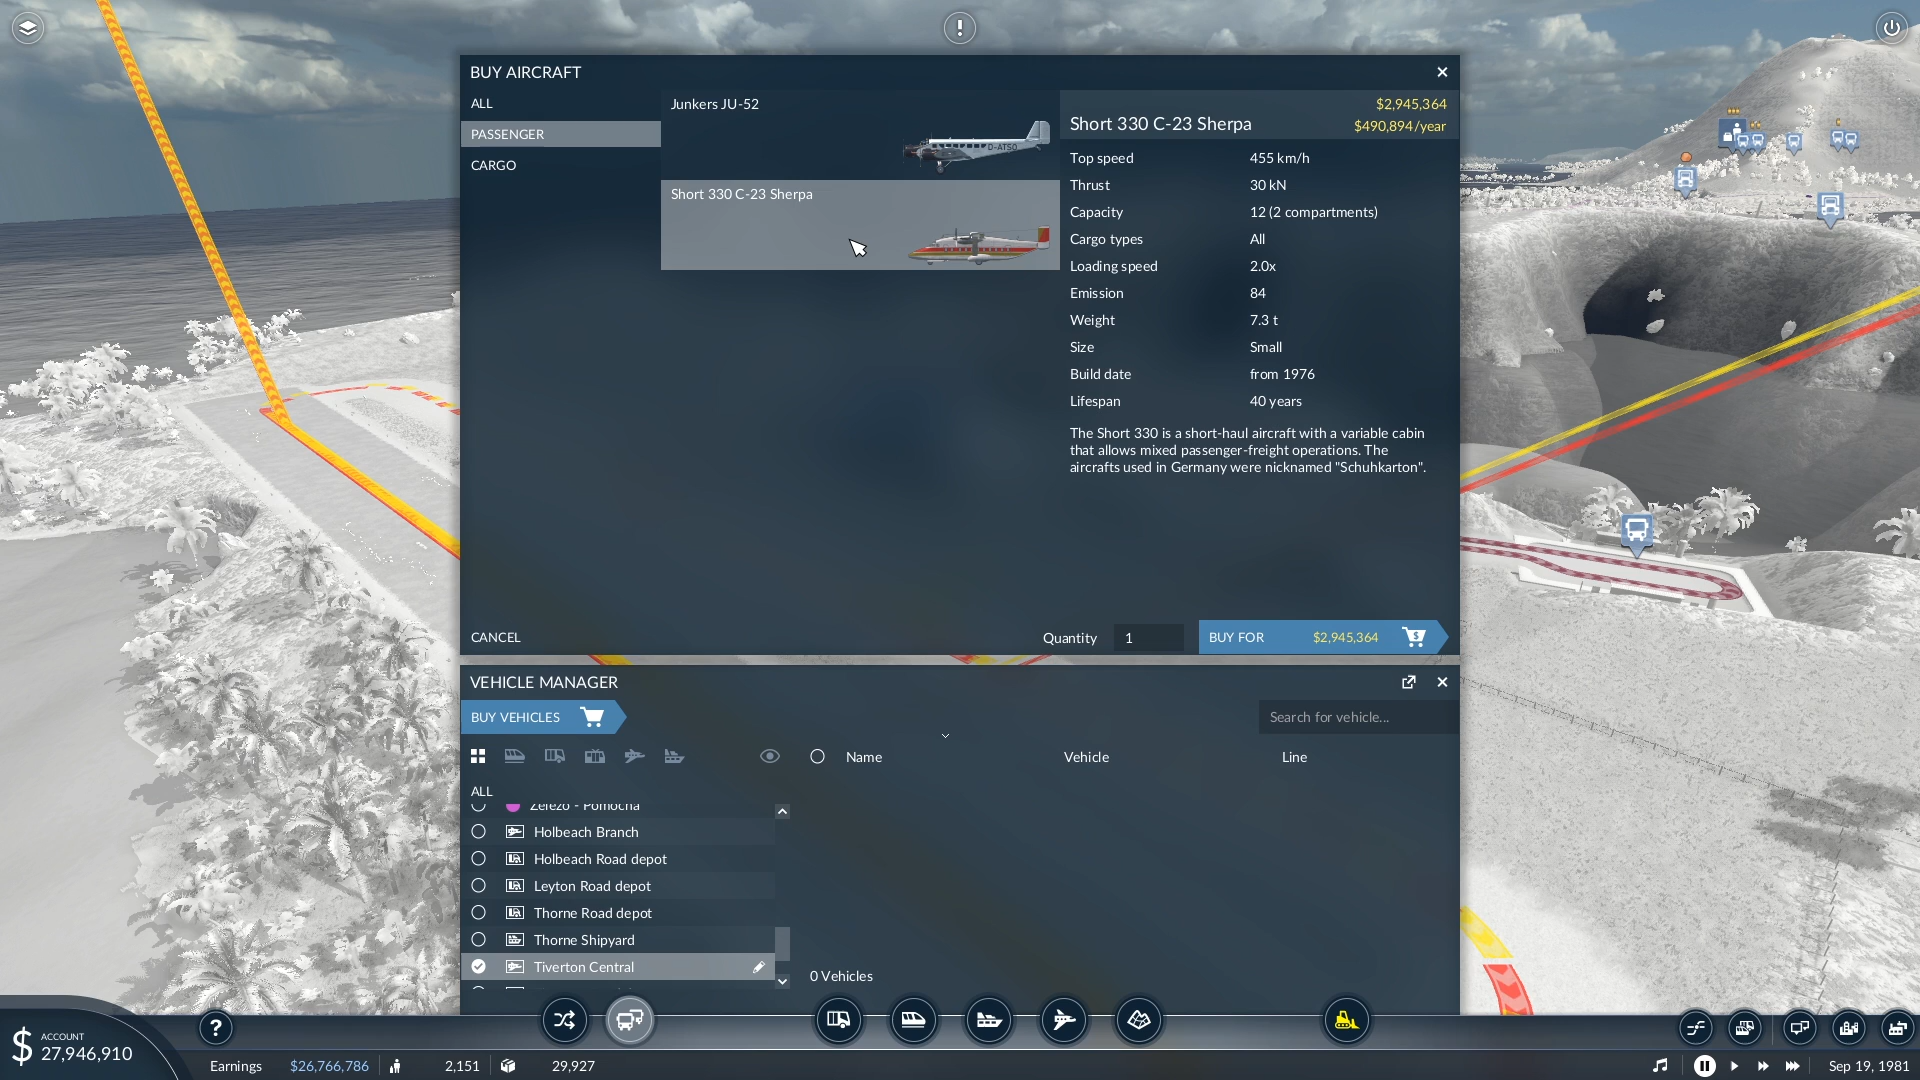 BUY AIRCRAFT
ALL
PASSENGER
CARGO
Junkers JU-52
D-ATSO
Short 330 C-23 Sherpa
$2,945,364
Short 330 C-23 Sherpa
$490,894/year
Top speed 455 km/h
Thrust 30 kN
Capacity 12 (2 compartments)
Cargo types All
Loading speed 2.0x
Emission 84
Weight 7.3 t
Size Small
Build date from 1976
Lifespan 40 years
The Short 330 is a short-haul aircraft with a variable cabin
that allows mixed passenger-freight operations. The
aircrafts used in Germany were nicknamed "Schuhkarton".
CANCEL
Quantity 1
BUY FOR $2,945,364
VEHICLE MANAGER
BUY VEHICLES
Search for vehicle...
Name Vehicle Line
ALL
Zelezo - Pomocna
Holbeach Branch
Holbeach Road depot
Leyton Road depot
Thorne Road depot
Thorne Shipyard
Tiverton Central
0 Vehicles
$ ACCOUNT
27,946,910
?
Earnings $26,766,786 2,151 29,927
Sep 19, 1981